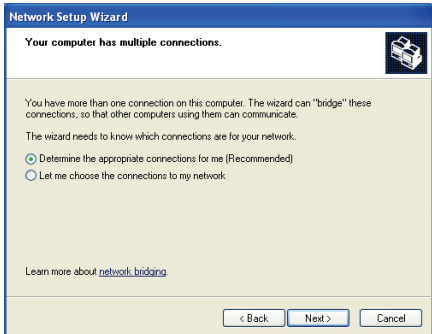 Network Setup Wizard
Your computer has multiple connections.
You have more than one connection on this computer. The wizard can "bridge" these
connections, so that other computers using them can communicate.
The wizard needs to know which connections are for your network.
Determine the appropriate connections for me (Recommended)
Let me choose the connections to my network
Learn more about network bridging.
< Back Next > Cancel